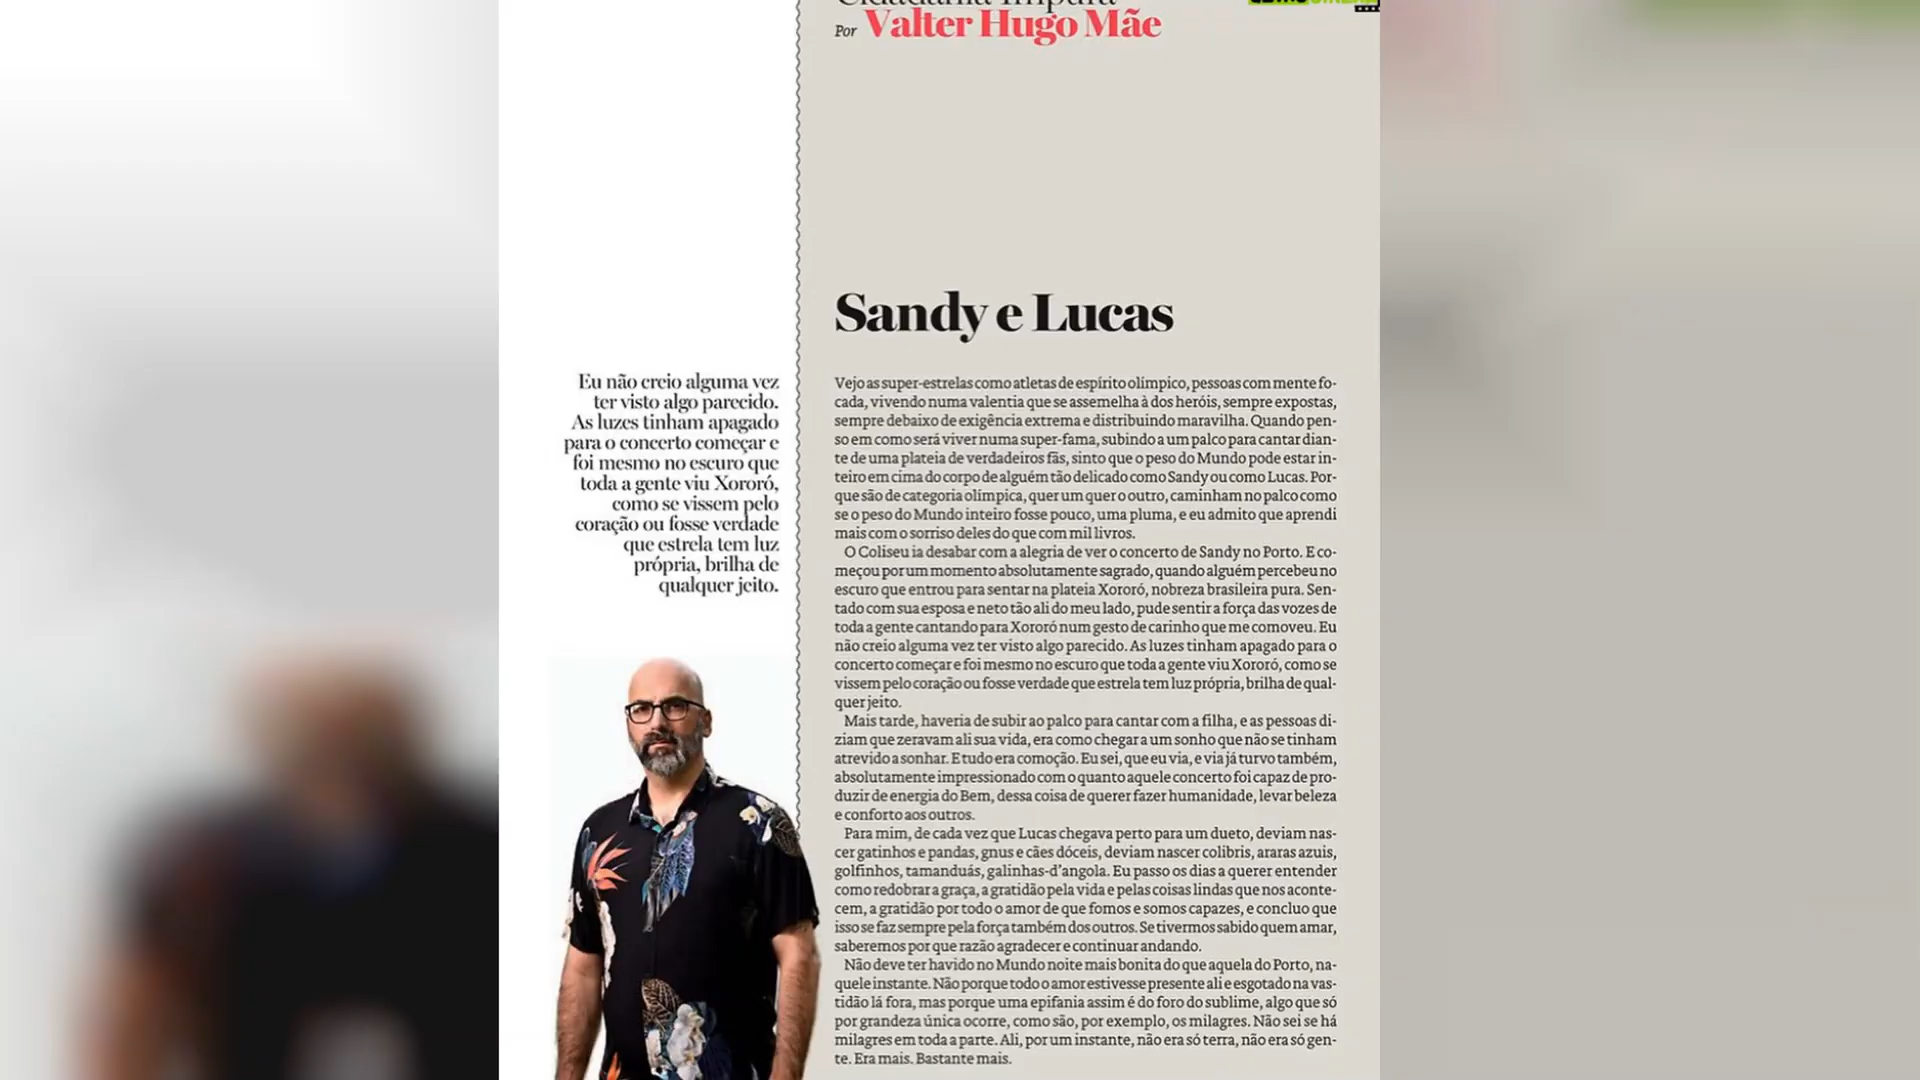 Cidadania Impura
Por Valter Hugo Mãe
Sandy e Lucas
Eu não creio alguma vez
ter visto algo parecido.
As luzes tinham apagado
para o concerto começar e
foi mesmo no escuro que
toda a gente viu Xororó,
como se vissem pelo
coração ou fosse verdade
que estrela tem luz
própria, brilha de
qualquer jeito.
Vejo as super-estrelas como atletas de espírito olímpico, pessoas com mente fo-
cada, vivendo numa valentia que se assemelha à dos heróis, sempre expostas,
sempre debaixo de exigência extrema e distribuindo maravilha. Quando pen-
so em como será viver numa super-fama, subindo a um palco para cantar dian-
te de uma plateia de verdadeiros fãs, sinto que o peso do Mundo pode estar in-
teiro em cima do corpo de alguém tão delicado como Sandy ou como Lucas. Por-
que são de categoria olímpica, quer um quer o outro, caminham no palco como
se o peso do Mundo inteiro fosse pouco, uma pluma, e eu admito que aprendi
mais com o sorriso deles do que com mil livros.
O Coliseu ia desabar com a alegria de ver o concerto de Sandy no Porto. E co-
meçou por um momento absolutamente sagrado, quando alguém percebeu no
escuro que entrou para sentar na plateia Xororó, nobreza brasileira pura. Sen-
tado com sua esposa e neto tão ali do meu lado, pude sentir a força das vozes de
toda a gente cantando para Xororó num gesto de carinho que me comoveu. Eu
não creio alguma vez ter visto algo parecido. As luzes tinham apagado para o
concerto começar e foi mesmo no escuro que toda a gente viu Xororó, como se
vissem pelo coração ou fosse verdade que estrela tem luz própria, brilha de qual-
quer jeito.
Mais tarde, haveria de subir ao palco para cantar com a filha, e as pessoas di-
ziam que zeravam ali sua vida, era como chegar a um sonho que não se tinham
atrevido a sonhar. E tudo era comoção. Eu sei, que eu via, e via já turvo também,
absolutamente impressionado com o quanto aquele concerto foi capaz de pro-
duzir de energia do Bem, dessa coisa de querer fazer humanidade, levar beleza
e conforto aos outros.
Para mim, de cada vez que Lucas chegava perto para um dueto, deviam nas-
cer gatinhos e pandas, gnus e cães dóceis, deviam nascer colibris, araras azuis,
golfinhos, tamanduás, galinhas-d'angola. Eu passo os dias a querer entender
como redobrar a graça, a gratidão pela vida e pelas coisas lindas que nos aconte-
cem, a gratidão por todo o amor de que fomos e somos capazes, e concluo que
isso se faz sempre pela força também dos outros. Se tivermos sabido quem amar,
saberemos por que razão agradecer e continuar andando.
Não deve ter havido no Mundo noite mais bonita do que aquela do Porto, na-
quele instante. Não porque todo o amor estivesse presente ali e esgotado na vas-
tidão lá fora, mas porque uma epifania assim é do foro do sublime, algo que só
por grandeza única ocorre, como são, por exemplo, os milagres. Não sei se há
milagres em toda a parte. Ali, por um instante, não era só terra, não era só gen-
te. Era mais. Bastante mais.